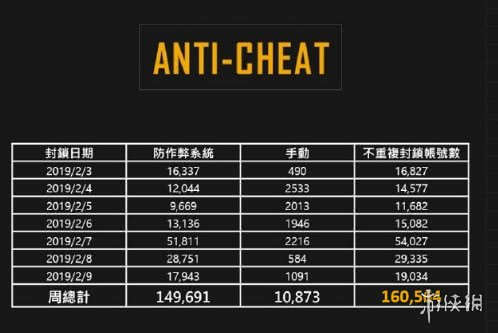 ANTI-CHEAT
封鎖日期 防作弊系統 手動 不重複封鎖帳號數
2019/2/3 16,337 490 16,827
2019/2/4 12,044 2533 14,577
2019/2/5 9,669 2013 11,682
2019/2/6 13,136 1946 15,082
2019/2/7 51,811 2216 54,027
2019/2/8 28,751 584 29,335
2019/2/9 17,943 1091 19,034
周總計 149,691 10,873
游俠網